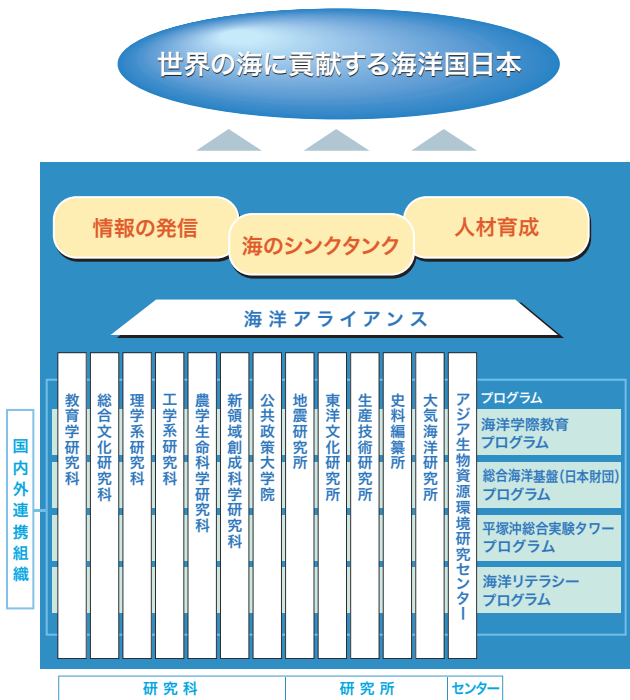 世界の海に貢献する海洋国日本
情報の発信
海のシンクタンク
人材育成
海洋アライアンス
国内外連携組織
教育学研究科
総合文化研究科
理学系研究科
工学系研究科
農学生命科学研究科
新領域創成科学研究科
公共政策大学院
地震研究所
東洋文化研究所
生産技術研究所
史料編纂所
大気海洋研究所
アジア生物資源環境研究センター
プログラム
海洋学際教育
プログラム
総合海洋基盤(日本財団)
プログラム
平塚沖総合実験タワー
プログラム
海洋リテラシー
プログラム
研究科
研究所
センター